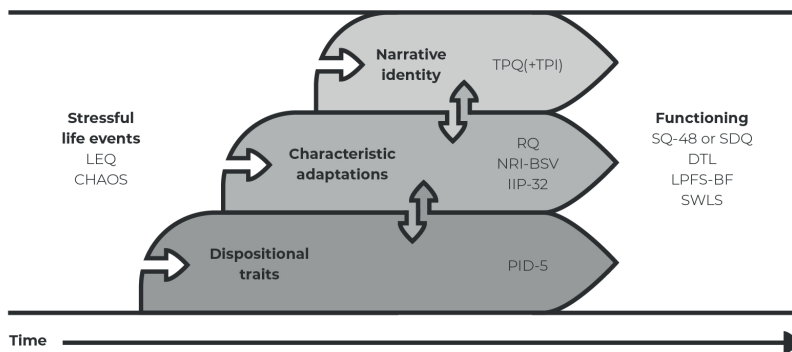 Stressful
life events
LEQ
CHAOS
Narrative
identity
TPQ(+TPI)
Characteristic
adaptations
RQ
NRI-BSV
IIP-32
Dispositional
traits
PID-5
Functioning
SQ-48 or SDQ
DTL
LPFS-BF
SWLS
Time